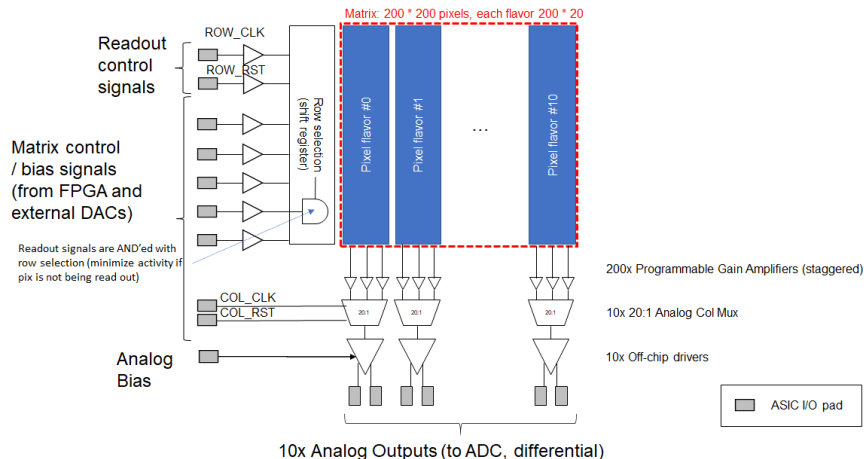 Matrix: 200 * 200 pixels, each flavor 200 * 20
ROW_CLK
Readout
control
signals
ROW_RST
Row selection
(shift register)
Pixel flavor #0
Pixel flavor #1
...
Pixel flavor #10
Matrix control
/ bias signals
(from FPGA and
external DACs)
Readout signals are AND'ed with
row selection (minimize activity if
pix is not being read out)
200x Programmable Gain Amplifiers (staggered)
COL_CLK
COL_RST
20:1
20:1
20:1
10x 20:1 Analog Col Mux
Analog
Bias
10x Off-chip drivers
ASIC I/O pad
10x Analog Outputs (to ADC, differential)